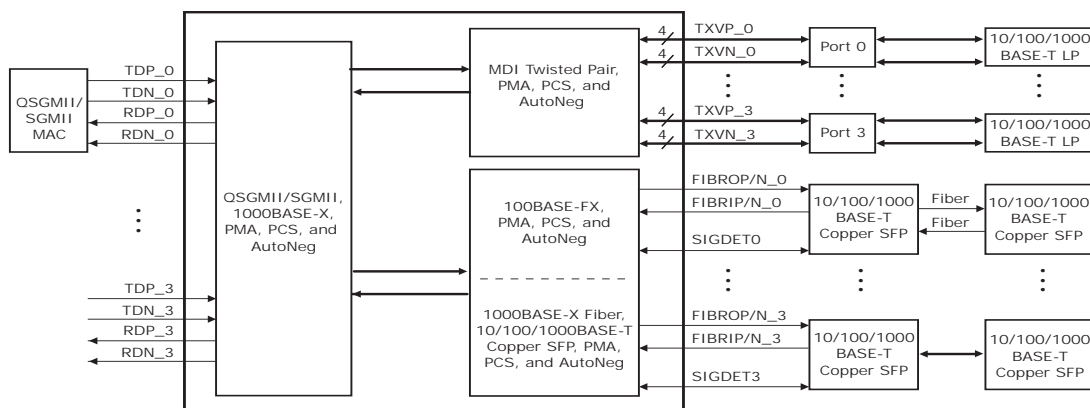 QSGMII/
SGMII
MAC
TDP_0
TDN_0
RDP_0
RDN_0
TDP_3
TDN_3
RDP_3
RDN_3
QSGMII/SGMII,
1000BASE-X,
PMA, PCS, and
AutoNeg
MDI Twisted Pair,
PMA, PCS, and
AutoNeg
100BASE-FX,
PMA, PCS, and
AutoNeg
1000BASE-X Fiber,
10/100/1000BASE-T
Copper SFP, PMA,
PCS, and AutoNeg
4
TXVP_0
4
TXVN_0
4
TXVP_3
4
TXVN_3
Port 0
Port 3
10/100/1000
BASE-T LP
10/100/1000
BASE-T LP
FIBROP/N_0
FIBRIP/N_0
SIGDET0
10/100/1000
BASE-T
Copper SFP
Fiber
Fiber
10/100/1000
BASE-T
Copper SFP
FIBROP/N_3
FIBRIP/N_3
SIGDET3
10/100/1000
BASE-T
Copper SFP
10/100/1000
BASE-T
Copper SFP